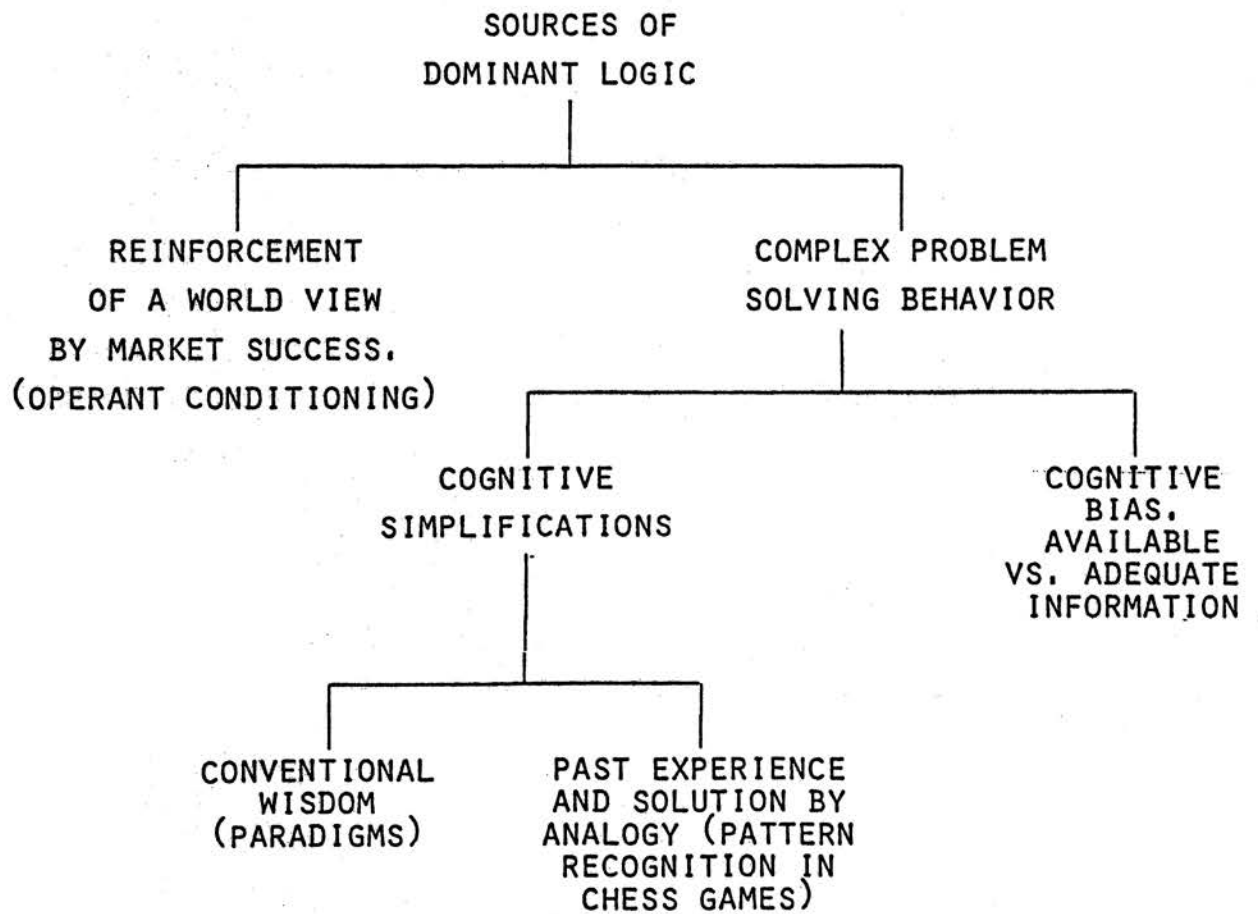 SOURCES OF
DOMINANT LOGIC
REINFORCEMENT
OF A WORLD VIEW
BY MARKET SUCCESS.
(OPERANT CONDITIONING)
COMPLEX PROBLEM
SOLVING BEHAVIOR
COGNITIVE
SIMPLIFICATIONS
COGNITIVE
BIAS.
AVAILABLE
VS. ADEQUATE
INFORMATION
CONVENTIONAL
WISDOM
(PARADIGMS)
PAST EXPERIENCE
AND SOLUTION BY
ANALOGY (PATTERN
RECOGNITION IN
CHESS GAMES)